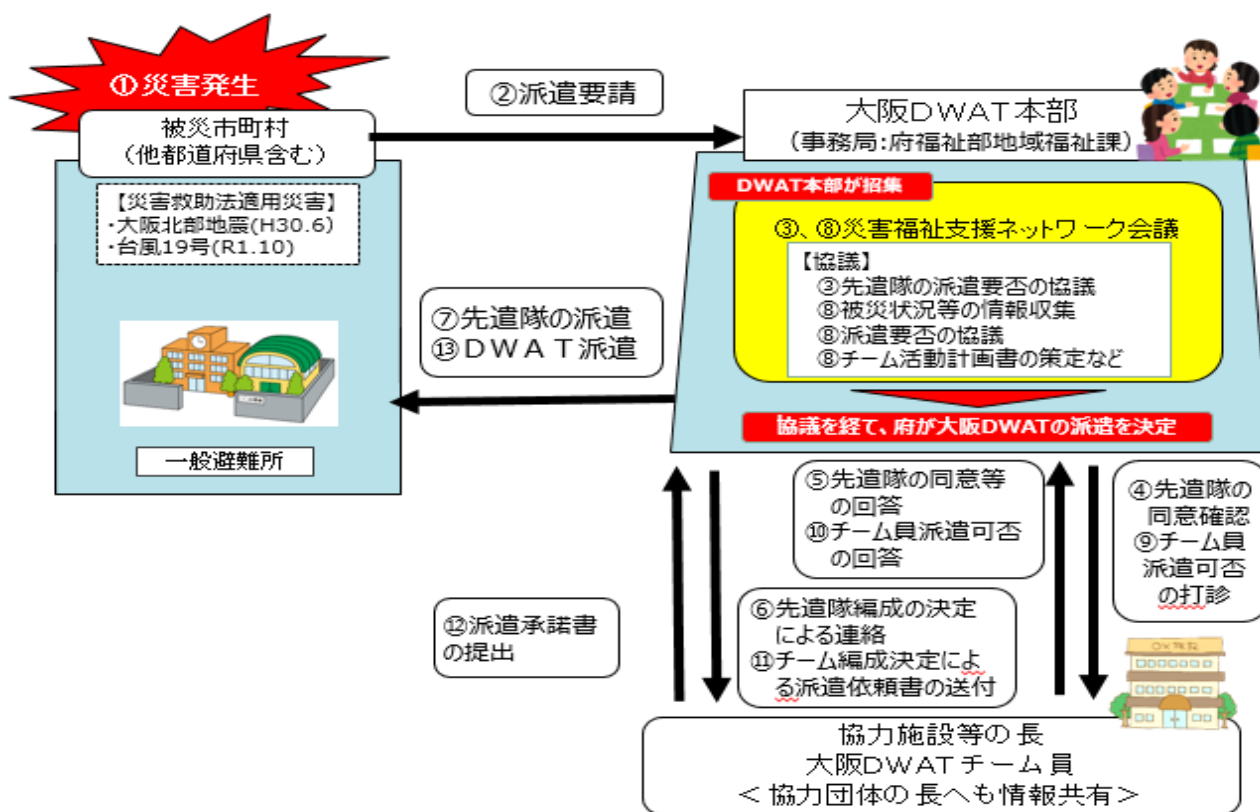 ①災害発生
被災市町村
(他都道府県含む)
【災害救助法適用災害】
・大阪北部地震(H30.6)
・台風19号(R1.10)
一般避難所
②派遣要請
大阪DWAT本部
(事務局:府福祉部地域福祉課)
DWAT本部が招集
③、⑧災害福祉支援ネットワーク会議
【協議】
③先遣隊の派遣要否の協議
⑧被災状況等の情報収集
⑧派遣要否の協議
⑧チーム活動計画書の策定など
協議を経て、府が大阪DWATの派遣を決定
⑦先遣隊の派遣
⑬DWAT派遣
⑤先遣隊の同意等
の回答
⑩チーム員派遣可否
の回答
④先遣隊の
同意確認
⑨チーム員
派遣可否
の打診
⑫派遣承諾書
の提出
⑥先遣隊編成の決定
による連絡
⑪チーム編成決定によ
る派遣依頼書の送付
協力施設等の長
大阪DWATチーム員
<協力団体の長へも情報共有>